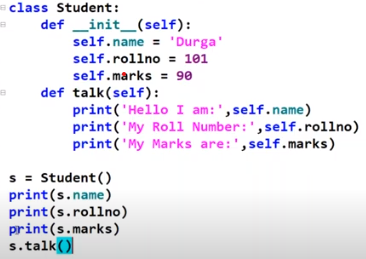 class Student:
    def __init__(self):
        self.name = 'Durga'
        self.rollno = 101
        self.marks = 90
    def talk(self):
        print('Hello I am:',self.name)
        print('My Roll Number:',self.rollno)
        print('My Marks are:',self.marks)

s = Student()
print(s.name)
print(s.rollno)
print(s.marks)
s.talk()